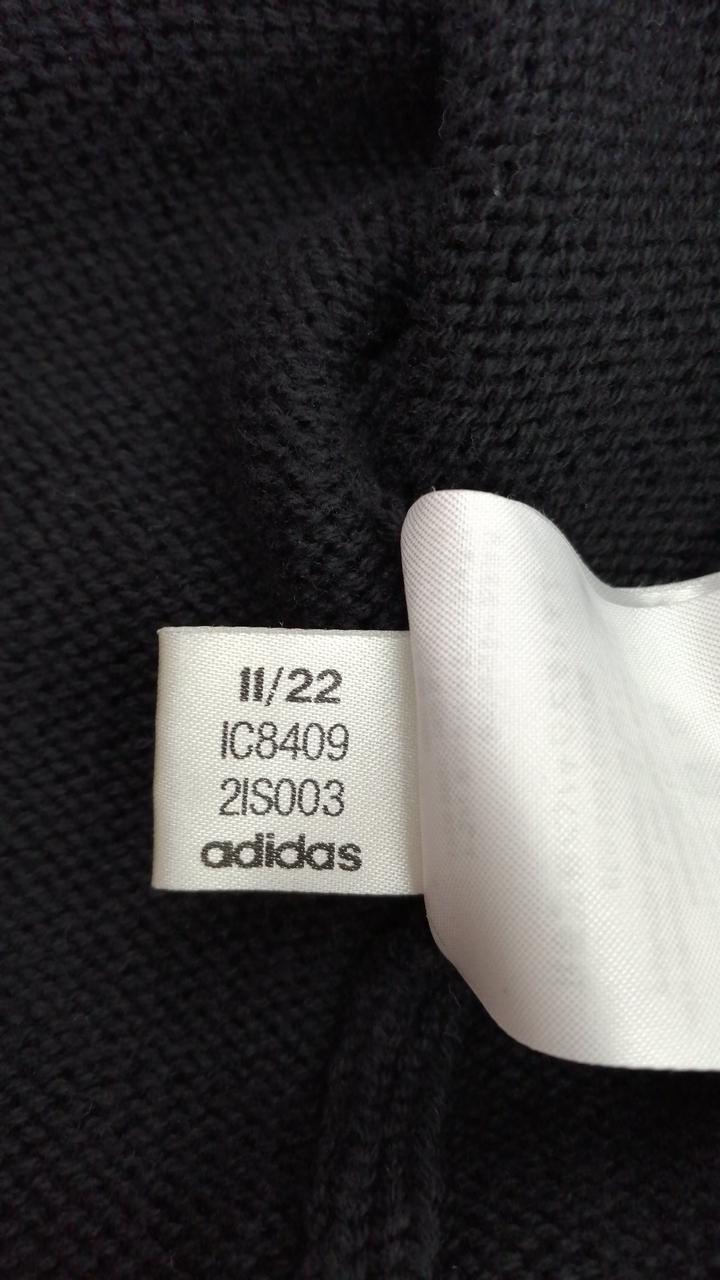 11/22
IC8409
2IS003
adidas